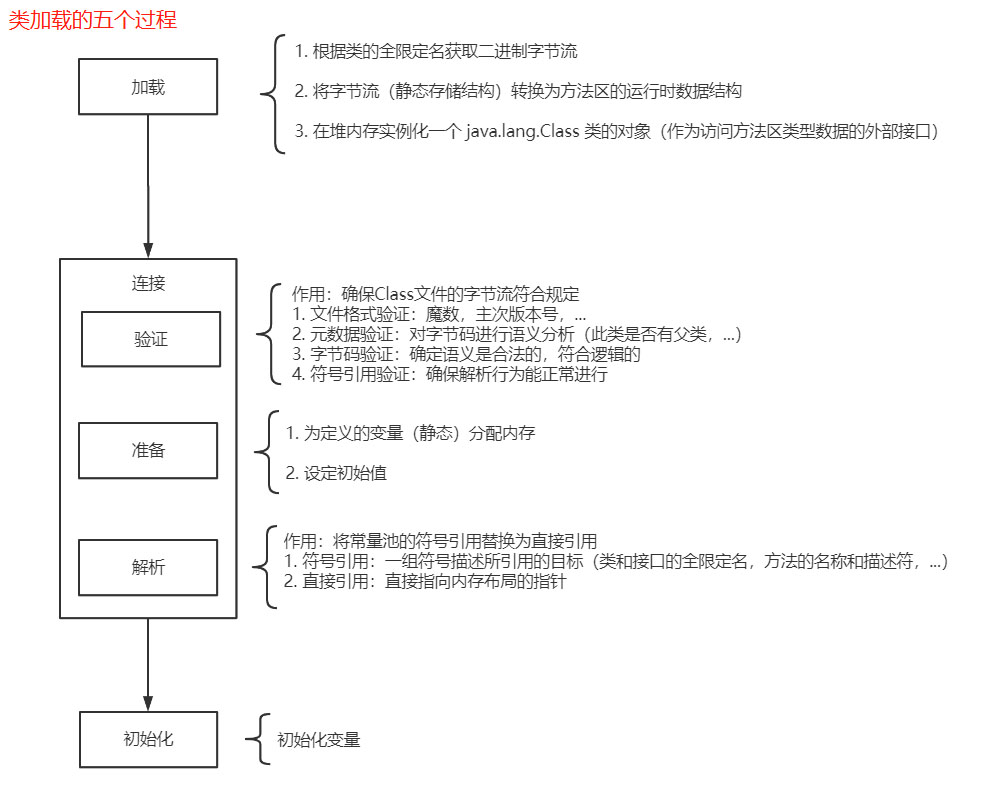 类加载的五个过程
加载
1. 根据类的全限定名获取二进制字节流
2. 将字节流（静态存储结构）转换为方法区的运行时数据结构
3. 在堆内存实例化一个 java.lang.Class 类的对象（作为访问方法区类型数据的外部接口）
连接
验证
作用：确保Class文件的字节流符合规定
1. 文件格式验证：魔数，主次版本号，...
2. 元数据验证：对字节码进行语义分析（此类是否有父类，...）
3. 字节码验证：确定语义是合法的，符合逻辑的
4. 符号引用验证：确保解析行为能正常进行
准备
1. 为定义的变量（静态）分配内存
2. 设定初始值
解析
作用：将常量池的符号引用替换为直接引用
1. 符号引用：一组符号描述所引用的目标（类和接口的全限定名，方法的名称和描述符，...）
2. 直接引用：直接指向内存布局的指针
初始化
初始化变量